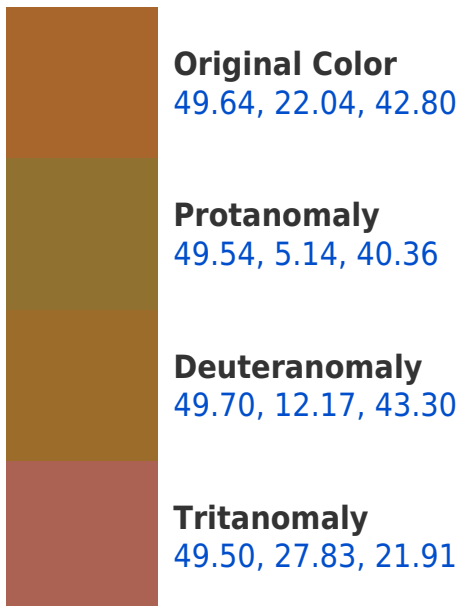 Original Color
49.64, 22.04, 42.80
Protanomaly
49.54, 5.14, 40.36
Deuteranomaly
49.70, 12.17, 43.30
Tritanomaly
49.50, 27.83, 21.91